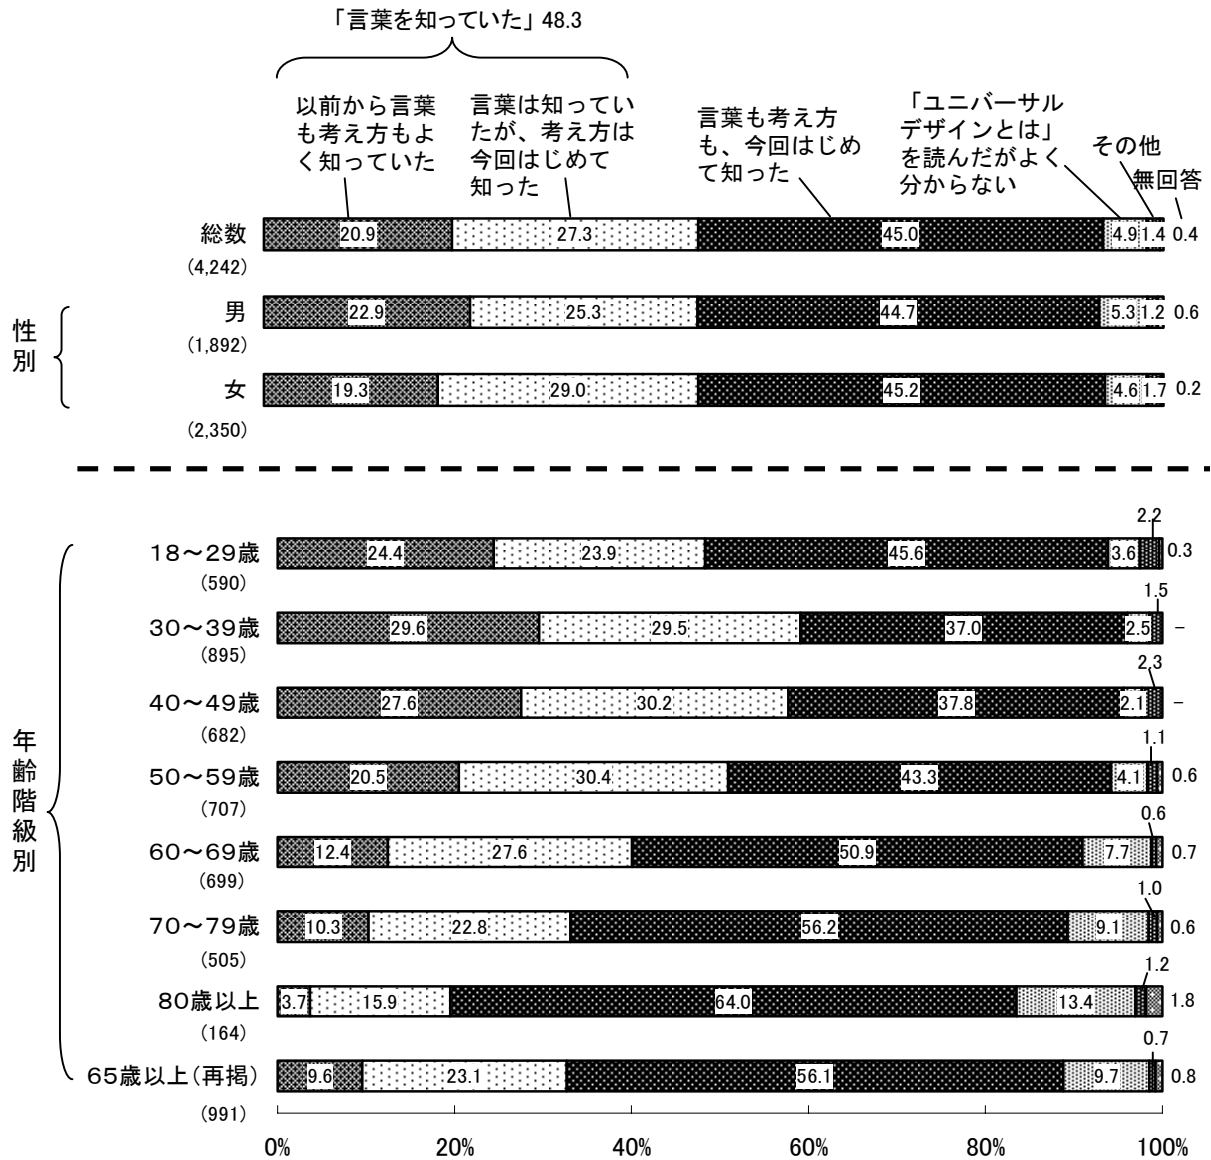 「言葉を知っていた」 48.3
以前から言葉
も考え方もよ
く知っていた
言葉は知ってい
たが、考え方は
今回はじめて
知った
言葉も考え方
も、今回はじめ
て知った
「ユニバーサル
デザインとは」
を読んだがよく
分からない
その他
無回答
総数 20.9 27.3 45.0 4.9 1.4 0.4
(4,242)
性別
男 22.9 25.3 44.7 5.3 1.2 0.6
(1,892)
女 19.3 29.0 45.2 4.6 1.7 0.2
(2,350)
年齢階級別
2.2
18～29歳 24.4 23.9 45.6 3.6 0.3
(590)
1.5
30～39歳 29.6 29.5 37.0 2.5 －
(895)
2.3
40～49歳 27.6 30.2 37.8 2.1 －
(682)
1.1
50～59歳 20.5 30.4 43.3 4.1 0.6
(707)
0.6
60～69歳 12.4 27.6 50.9 7.7 0.7
(699)
1.0
70～79歳 10.3 22.8 56.2 9.1 0.6
(505)
1.2
80歳以上 3.7 15.9 64.0 13.4 1.8
(164)
0.7
65歳以上(再掲) 9.6 23.1 56.1 9.7 0.8
(991)
0% 20% 40% 60% 80% 100%